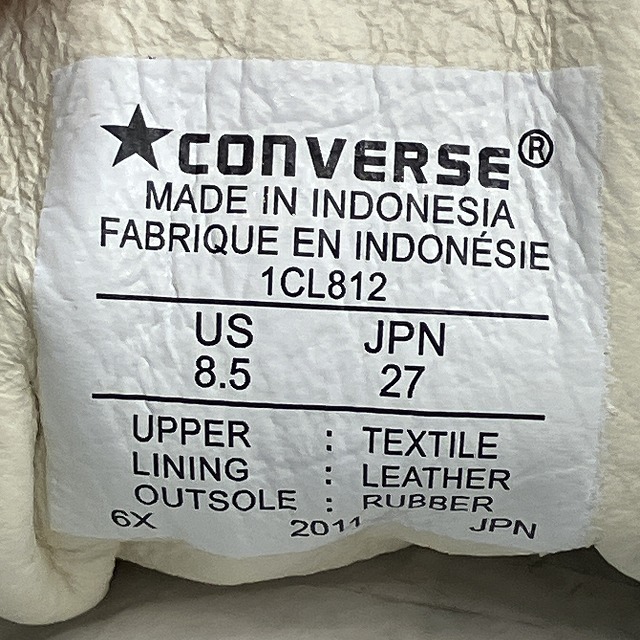 ★CONVERSE®
MADE IN INDONESIA
FABRIQUE EN INDONÉSIE
1CL812
US JPN
8.5 27
UPPER : TEXTILE
LINING : LEATHER
OUTSOLE : RUBBER
6X 2011 JPN